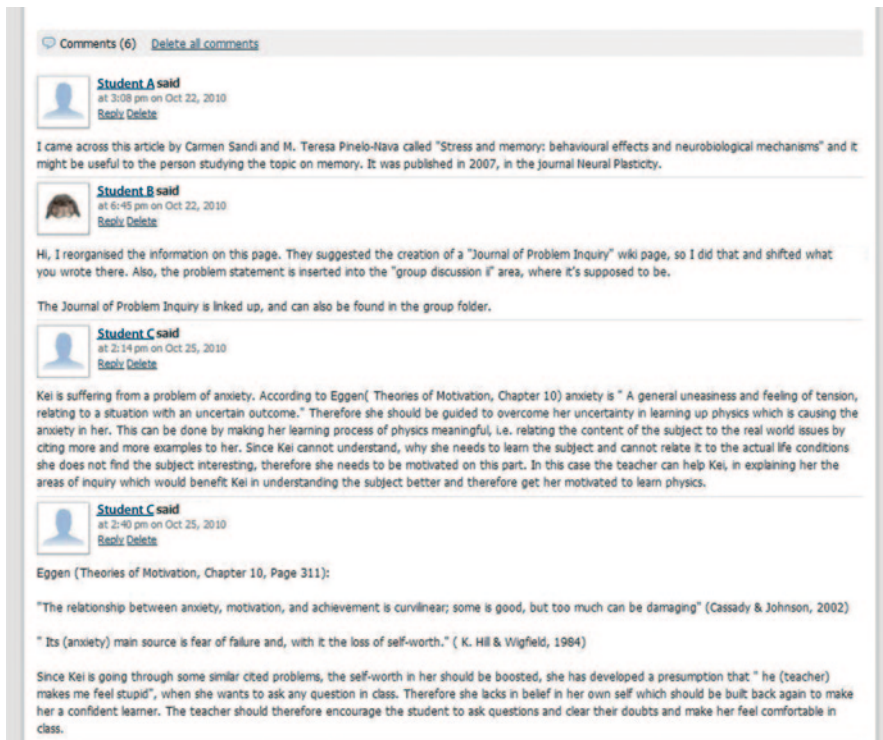 Comments (6) Delete all comments
Student A said
at 3:08 pm on Oct 22, 2010
Reply Delete
I came across this article by Carmen Sandi and M. Teresa Pinelo-Nava called "Stress and memory: behavioural effects and neurobiological mechanisms" and it
might be useful to the person studying the topic on memory. It was published in 2007, in the journal Neural Plasticity.
Student B said
at 6:45 pm on Oct 22, 2010
Reply Delete
Hi, I reorganised the information on this page. They suggested the creation of a "Journal of Problem Inquiry" wiki page, so I did that and shifted what
you wrote there. Also, the problem statement is inserted into the "group discussion ii" area, where it's supposed to be.
The Journal of Problem Inquiry is linked up, and can also be found in the group folder.
Student C said
at 2:14 pm on Oct 25, 2010
Reply Delete
Kei is suffering from a problem of anxiety. According to Eggen( Theories of Motivation, Chapter 10) anxiety is " A general uneasiness and feeling of tension,
relating to a situation with an uncertain outcome." Therefore she should be guided to overcome her uncertainty in learning up physics which is causing the
anxiety in her. This can be done by making her learning process of physics meaningful, i.e. relating the content of the subject to the real world issues by
citing more and more examples to her. Since Kei cannot understand, why she needs to learn the subject and cannot relate it to the actual life conditions
she does not find the subject interesting, therefore she needs to be motivated on this part. In this case the teacher can help Kei, in explaining her the
areas of inquiry which would benefit Kei in understanding the subject better and therefore get her motivated to learn physics.
Student C said
at 2:40 pm on Oct 25, 2010
Reply Delete
Eggen (Theories of Motivation, Chapter 10, Page 311):
"The relationship between anxiety, motivation, and achievement is curvilinear; some is good, but too much can be damaging" (Cassady & Johnson, 2002)
" Its (anxiety) main source is fear of failure and, with it the loss of self-worth." ( K. Hill & Wigfield, 1984)
Since Kei is going through some similar cited problems, the self-worth in her should be boosted, she has developed a presumption that " he (teacher)
makes me feel stupid", when she wants to ask any question in class. Therefore she lacks in belief in her own self which should be built back again to make
her a confident learner. The teacher should therefore encourage the student to ask questions and clear their doubts and make her feel comfortable in
class.